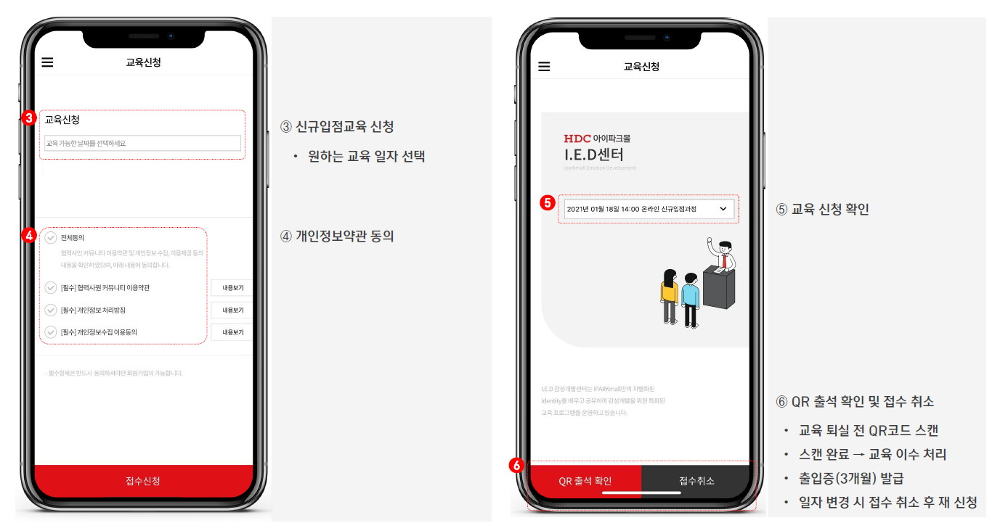 교육신청
3
교육신청
교육 가능한 날짜를 선택하세요
4
전체동의
협력사원 커뮤니티 이용약관 및 개인정보 수집, 이용제공 동의
내용을 확인하였으며, 아래 내용에 동의합니다.
[필수] 협력사원 커뮤니티 이용약관
내용보기
[필수] 개인정보 처리방침
내용보기
[필수] 개인정보수집 이용동의
내용보기
- 필수항목은 반드시 동의하셔야만 회원가입이 가능합니다.
접수신청
③ 신규입점교육 신청
• 원하는 교육 일자 선택
④ 개인정보약관 동의
교육신청
HDC 아이파크몰
I.E.D센터
Iparkmall Emotion Development
5
2021년 01월 18일 14:00 온라인 신규입점과정
I.E.D 감성개발센터는 IPARKmall만의 차별화된
Identity를 배우고 공유하며 감성개발을 위한 특화된
교육 프로그램을 운영하고 있습니다.
6
QR 출석 확인
접수취소
⑤ 교육 신청 확인
⑥ QR 출석 확인 및 접수 취소
• 교육 퇴실 전 QR코드 스캔
• 스캔 완료 → 교육 이수 처리
• 출입증(3개월) 발급
• 일자 변경 시 접수 취소 후 재 신청